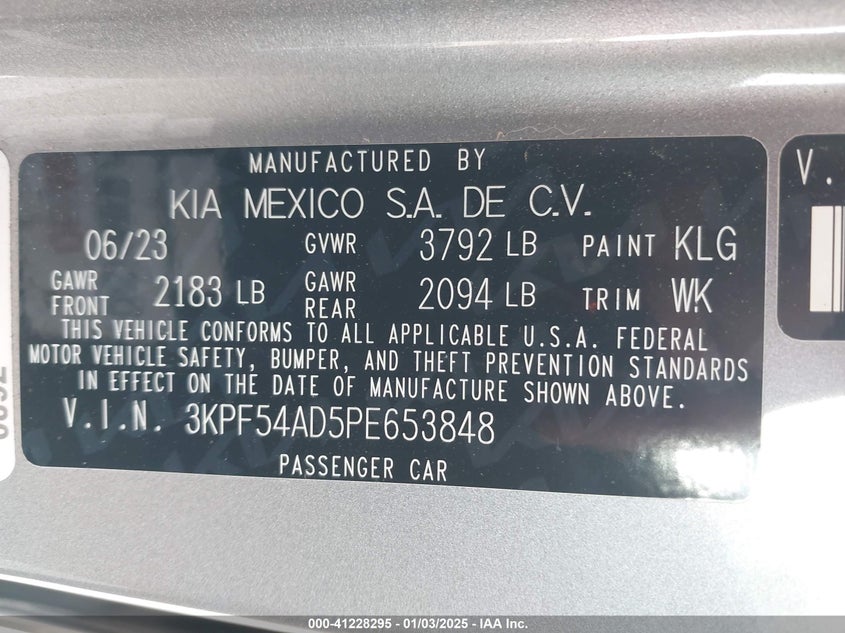 MANUFACTURED BY
KIA MEXICO S.A. DE C.V.
06/23 GVWR 3792 LB PAINT KLG
GAWR FRONT 2183 LB GAWR REAR 2094 LB TRIM WK
THIS VEHICLE CONFORMS TO ALL APPLICABLE U.S.A. FEDERAL
MOTOR VEHICLE SAFETY, BUMPER, AND THEFT PREVENTION STANDARDS
IN EFFECT ON THE DATE OF MANUFACTURE SHOWN ABOVE.
V.I.N. 3KPF54AD5PE653848
PASSENGER CAR
V.
000-41228295 - 01/03/2025 - IAA Inc.